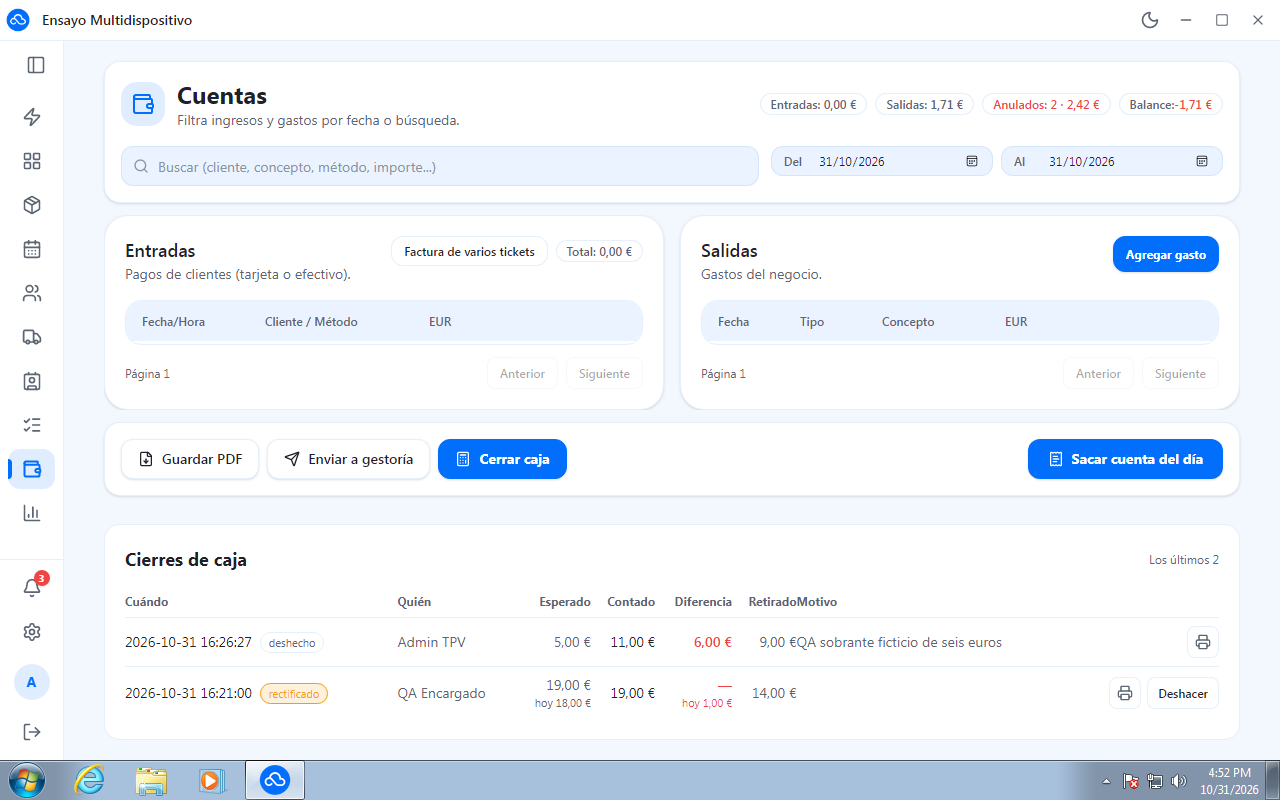 Ensayo Multidispositivo
Cuentas
Filtra ingresos y gastos por fecha o búsqueda.
Entradas: 0,00 €
Salidas: 1,71 €
Anulados: 2 · 2,42 €
Balance:-1,71 €
Buscar (cliente, concepto, método, importe...)
Del 31/10/2026
Al 31/10/2026
Entradas
Pagos de clientes (tarjeta o efectivo).
Factura de varios tickets
Total: 0,00 €
Fecha/Hora Cliente / Método EUR
Página 1
Anterior
Siguiente
Salidas
Gastos del negocio.
Agregar gasto
Fecha Tipo Concepto EUR
Página 1
Anterior
Siguiente
Guardar PDF
Enviar a gestoría
Cerrar caja
Sacar cuenta del día
Cierres de caja
Los últimos 2
Cuándo Quién Esperado Contado Diferencia RetiradoMotivo
2026-10-31 16:26:27 deshecho Admin TPV 5,00 € 11,00 € 6,00 € 9,00 €QA sobrante ficticio de seis euros
2026-10-31 16:21:00 rectificado QA Encargado 19,00 € 19,00 € — 14,00 €
hoy 18,00 € hoy 1,00 €
Deshacer
3
A
4:52 PM
10/31/2026